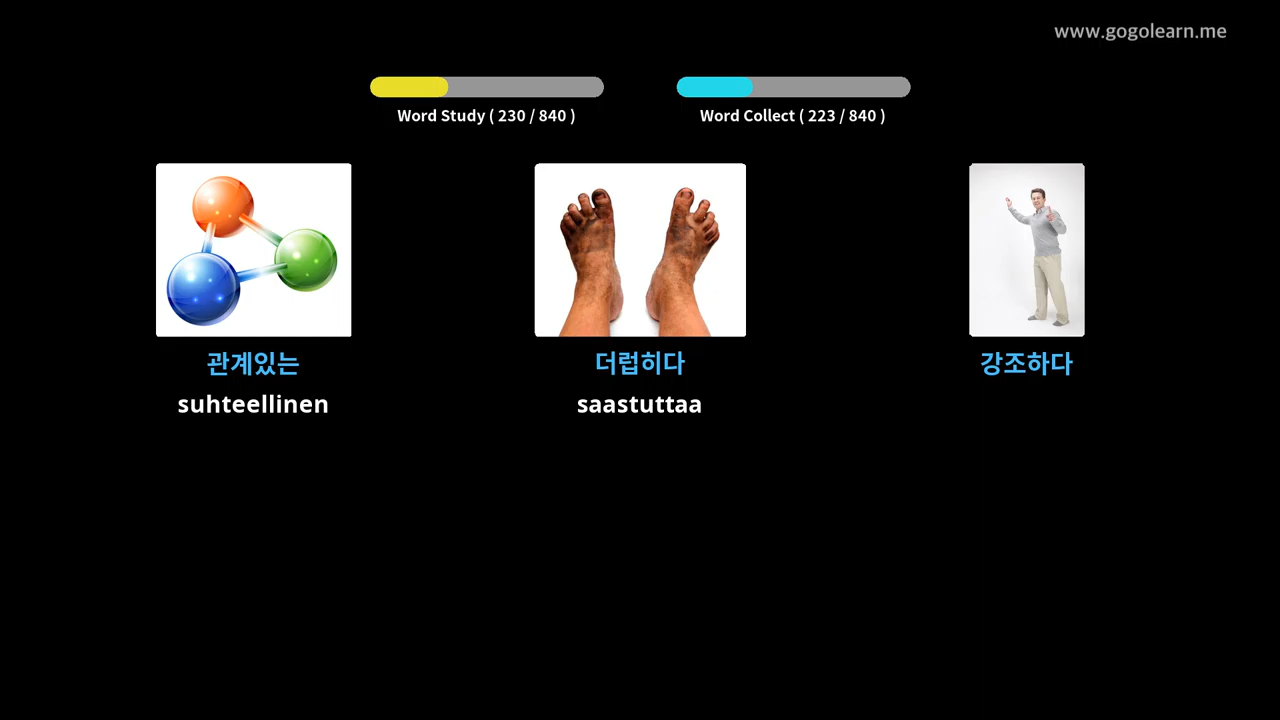 www.gogolearn.me
Word Study ( 230 / 840 )
Word Collect ( 223 / 840 )
관계있는
더럽히다
강조하다
suhteellinen
saastuttaa